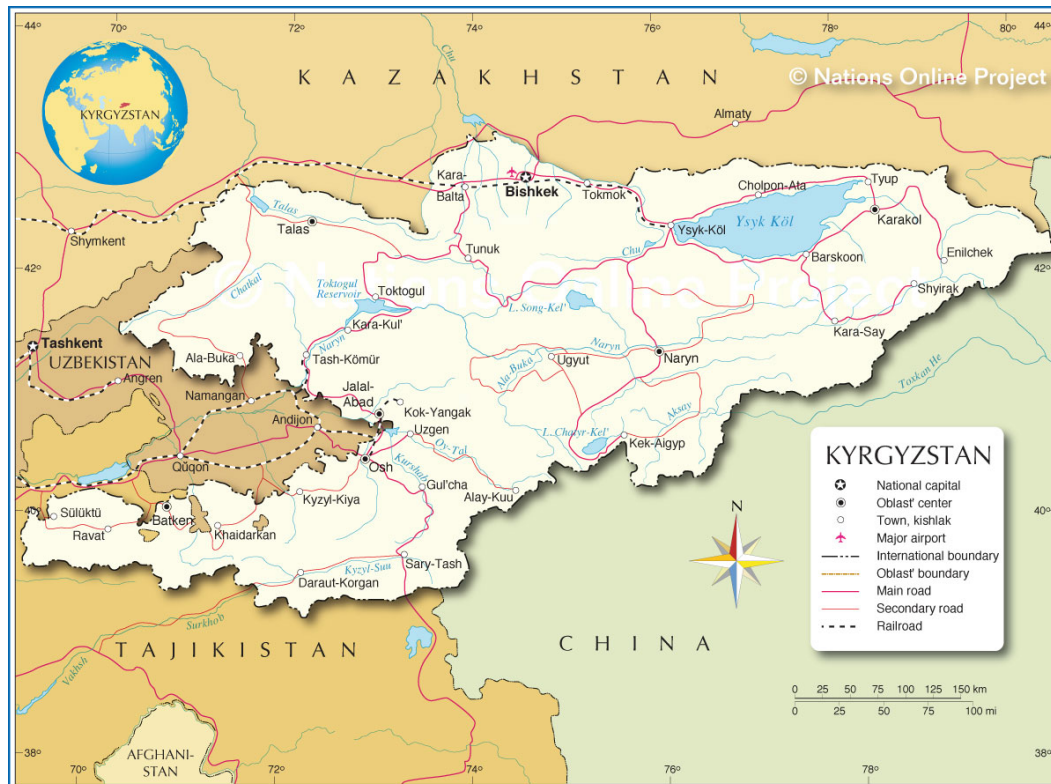 44°
70°
72°
74°
76°
78°
80°
44°
KYRGYZSTAN
KAZAKHSTAN
© Nations Online Project
Chu
Almaty
Kara-
Balta
Bishkek
Tokmok
Cholpon-Ata
Tyup
Talas
Talas
Ysyk Köl
Karakol
Shymkent
Ysyk-Köl
Chu
Tunuk
Barskoon
Enilchek
42°
42°
© Nations Online Project
Chatkal
Toktogul
Reservoir
Toktogul
L. Song-Kel'
Shyirak
Kara-Kul'
Kara-Say
Tashkent
UZBEKISTAN
Naryn
Naryn
Ala-Buka
Tash-Kömür
Ugyut
Naryn
Ala-Buka
Toxkan He
Angren
Namangan
Jalal-
Abad
Kok-Yangak
Aksay
Andijon
Uzgen
L. Chatyr-Kel'
Kek-Aigyp
Qŭqon
Osh
Oy-Tal
Kurshab
Gul'cha
Alay-Kuu
Kyzyl-Kiya
40°
40°
Sülüktü
Batken
Ravat
Khaidarkan
Sary-Tash
Kyzyl-Suu
Daraut-Korgan
Surkhob
TAJIKISTAN
CHINA
Vakhsh
AFGHANI-
STAN
N
KYRGYZSTAN
National capital
Oblast' center
Town, kishlak
Major airport
International boundary
Oblast' boundary
Main road
Secondary road
Railroad
0 25 50 75 100 125 150 km
0 25 50 75 100 mi
38°
38°
70°
72°
74°
76°
78°